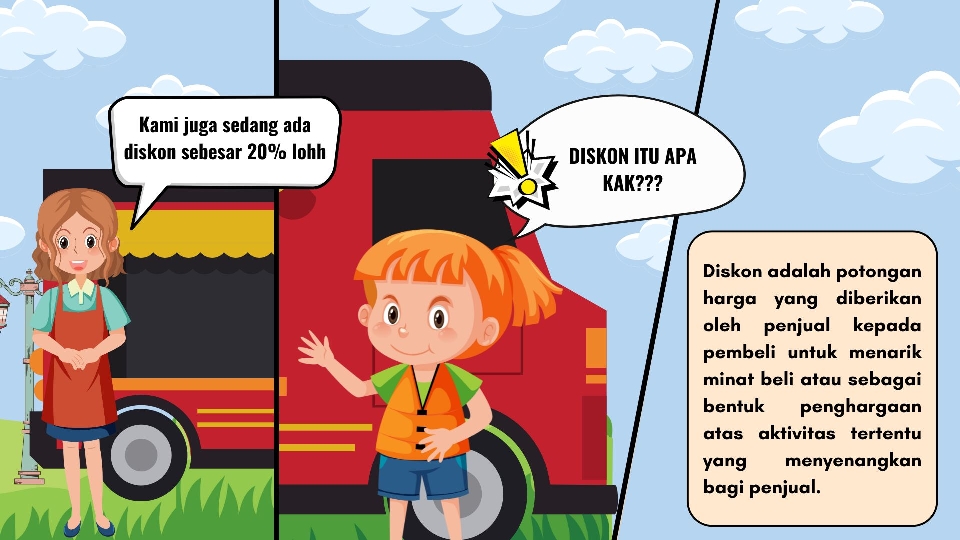 Kami juga sedang ada
diskon sebesar 20% lohh
DISKON ITU APA
KAK???
Diskon adalah potongan
harga yang diberikan
oleh penjual kepada
pembeli untuk menarik
minat beli atau sebagai
bentuk penghargaan
atas aktivitas tertentu
yang menyenangkan
bagi penjual.